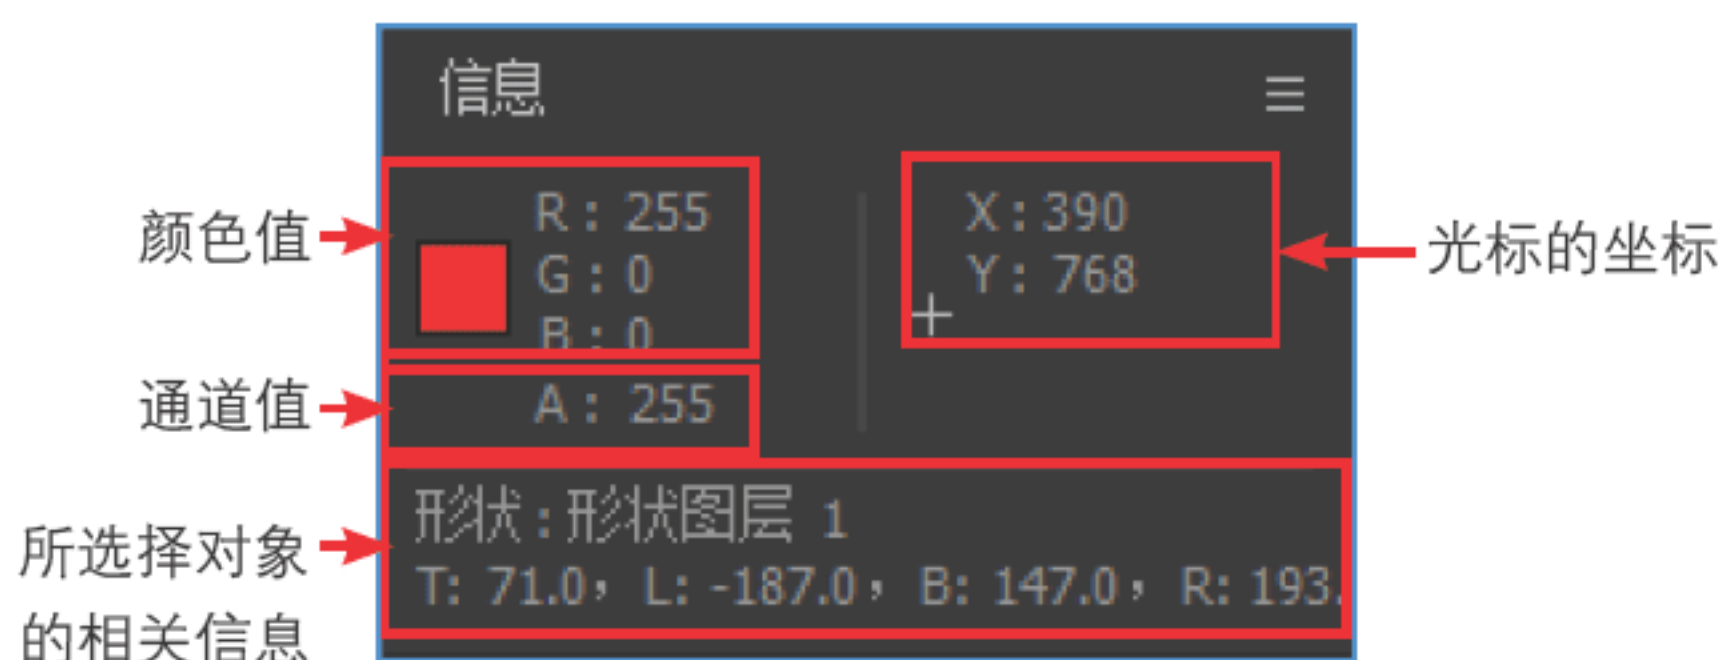 信息
颜色值
R: 255
G: 0
B: 0
X: 390
Y: 768
光标的坐标
通道值
A: 255
所选择对象
的相关信息
形状: 形状图层 1
T: 71.0, L: -187.0, B: 147.0, R: 193.